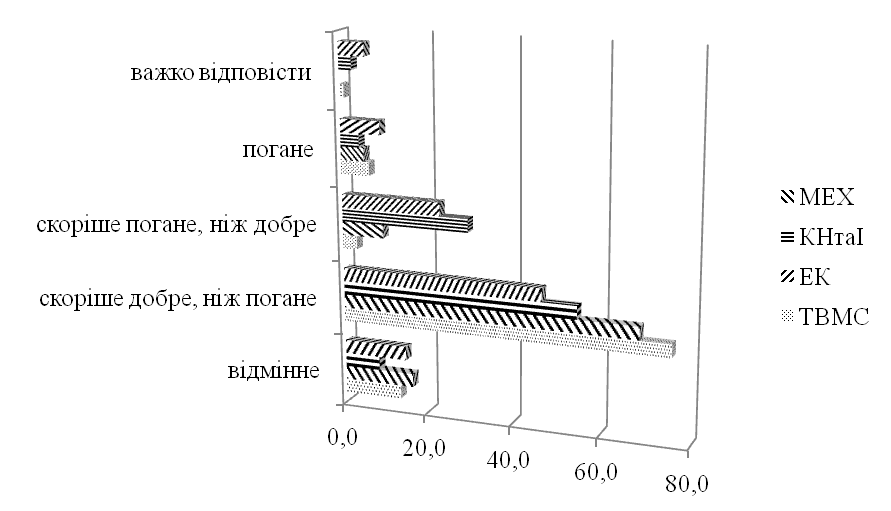 важко відповісти
погане
скоріше погане, ніж добре
скоріше добре, ніж погане
відмінне
0,0
20,0
40,0
60,0
80,0
МЕХ
КНтаІ
ЕК
ТВМС